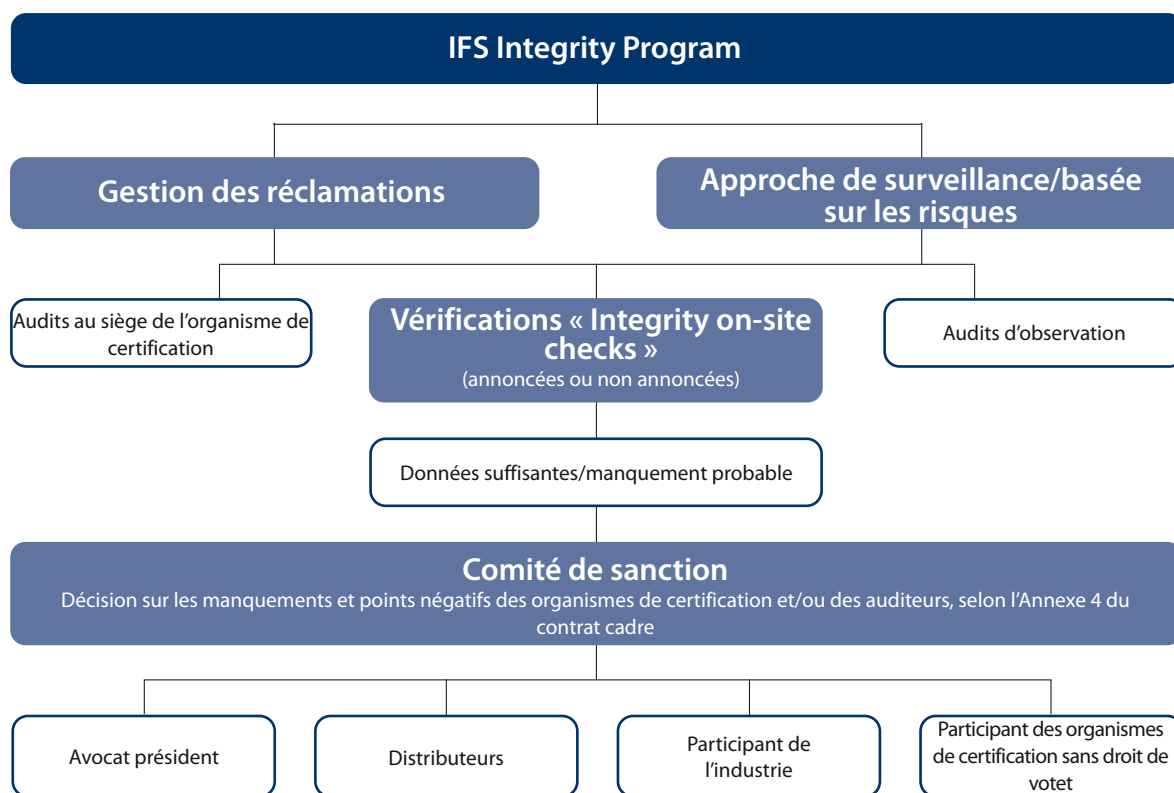 IFS Integrity Program
Gestion des réclamations
Approche de surveillance/basée
sur les risques
Audits au siège de l'organisme de
certification
Vérifications « Integrity on-site
checks »
(annoncées ou non annoncées)
Audits d'observation
Données suffisantes/manquement probable
Comité de sanction
Décision sur les manquements et points négatifs des organismes de certification et/ou des auditeurs, selon l'Annexe 4 du
contrat cadre
Avocat président
Distributeurs
Participant de
l'industrie
Participant des organismes
de certification sans droit de
votet